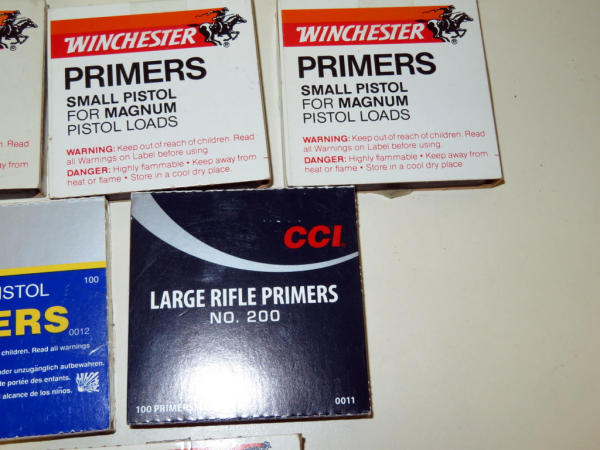 WINCHESTER
PRIMERS
SMALL PISTOL
FOR MAGNUM
PISTOL LOADS
WARNING: Keep out of reach of children. Read
all Warnings on Label before using.
DANGER: Highly flammable • Keep away from
heat or flame • Store in a cool dry place.
WINCHESTER
PRIMERS
SMALL PISTOL
FOR MAGNUM
PISTOL LOADS
WARNING: Keep out of reach of children. Read
all Warnings on Label before using.
DANGER: Highly flammable • Keep away from
heat or flame • Store in a cool dry place.
Read
away from
100
ISTOL
ERS
0012
children. Read all warnings
unzugänglich aufbewahren.
de portée des enfants.
alcance de los niños.
CCI
LARGE RIFLE PRIMERS
NO. 200
100 PRIMERS
0011